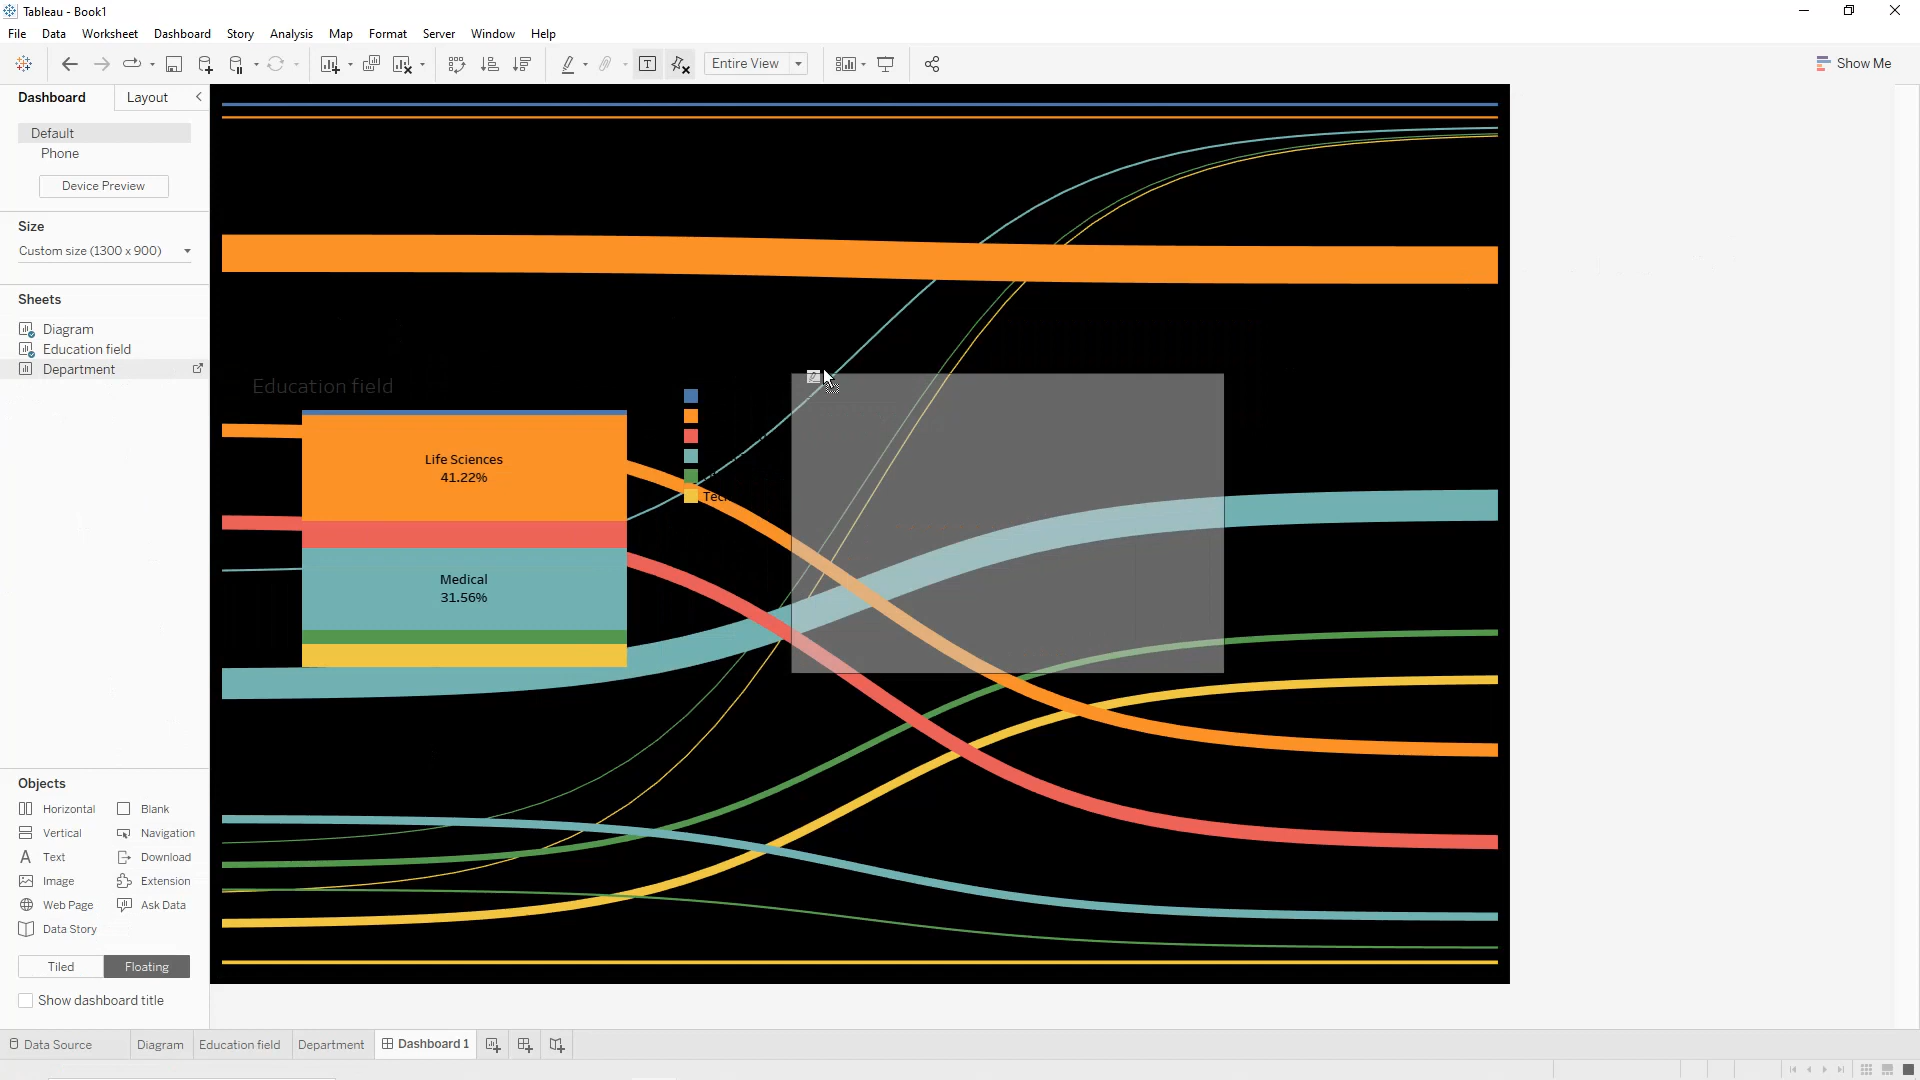 Tableau - Book1
File Data Worksheet Dashboard Story Analysis Map Format Server Window Help
Entire View
Show Me
Dashboard Layout
Default
Phone
Device Preview
Size
Custom size (1300 x 900)
Sheets
Diagram
Education field
Department
Education field
Life Sciences
41.22%
Medical
31.56%
Objects
Horizontal Blank
Vertical Navigation
Text Download
Image Extension
Web Page Ask Data
Data Story
Tiled Floating
Show dashboard title
Data Source Diagram Education field Department Dashboard 1